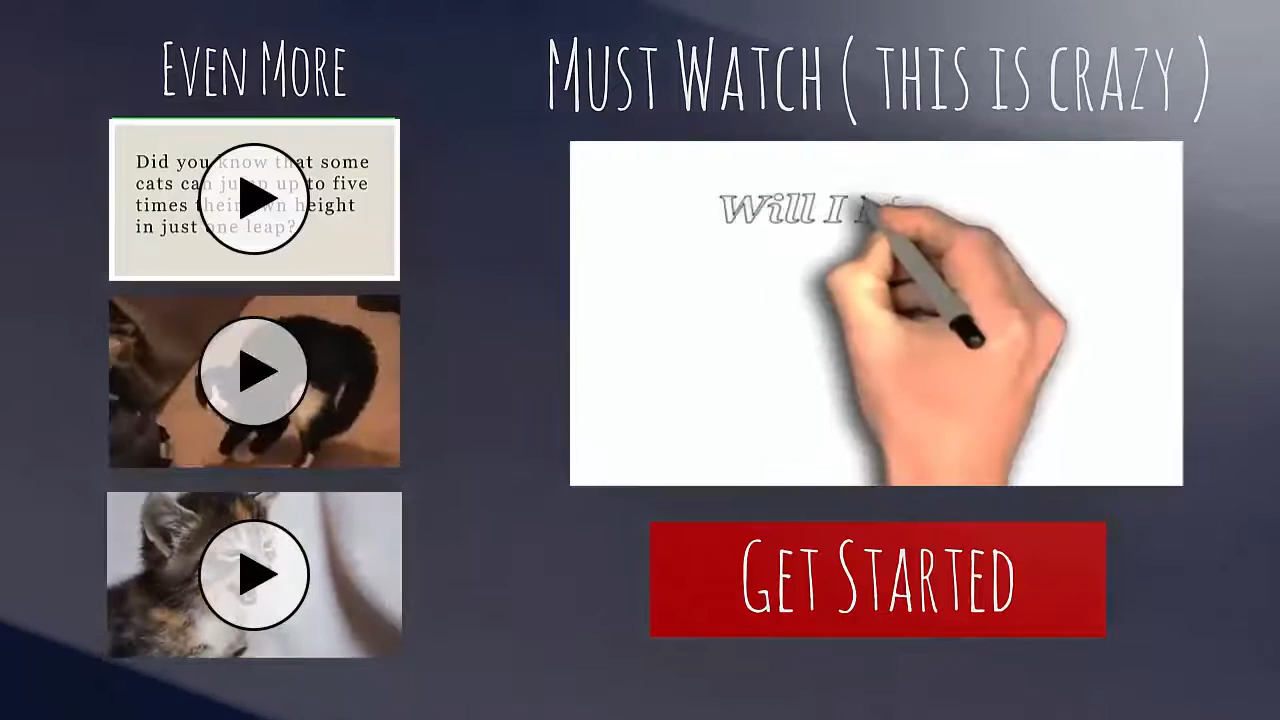 Even More
Must Watch ( this is crazy )
Did you know that some
cats can jump up to five
times their own height
in just one leap?
Will I
Get Started